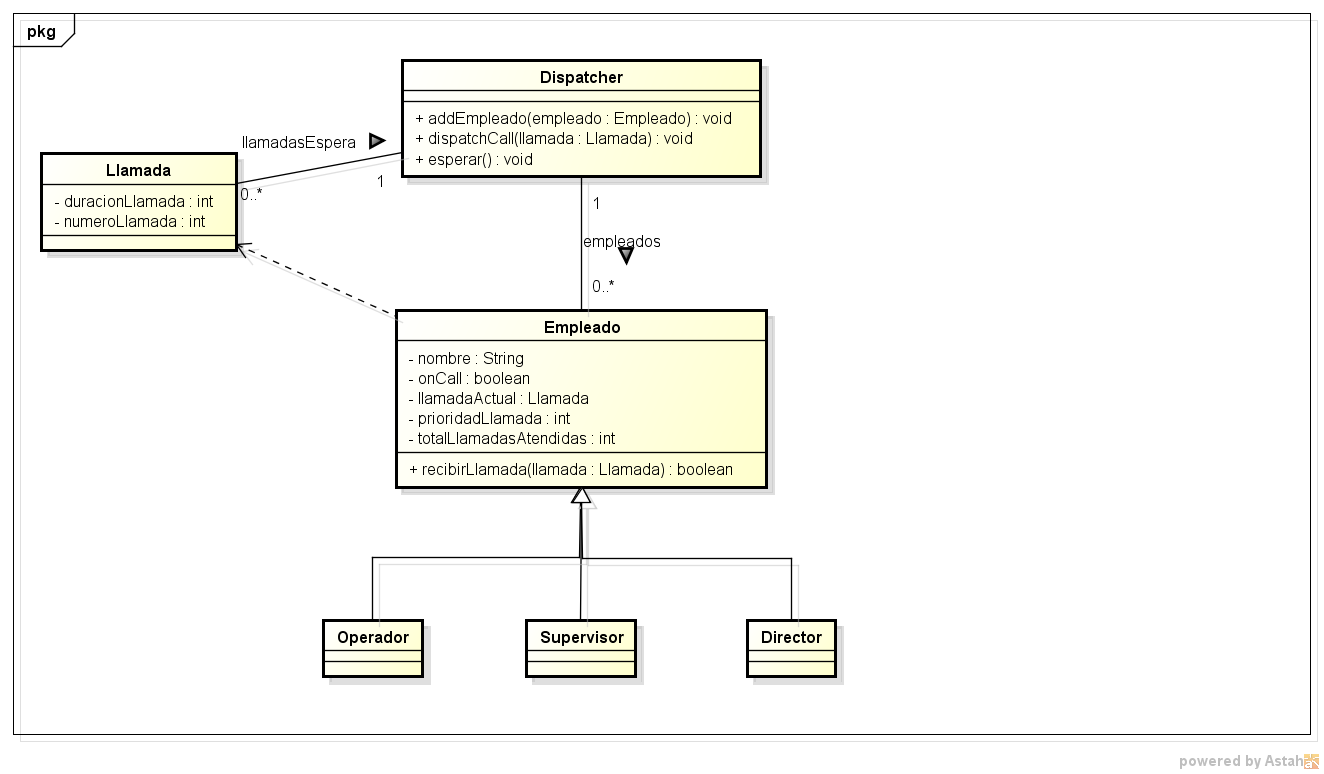 pkg
Dispatcher
+ addEmpleado(empleado : Empleado) : void
+ dispatchCall(llamada : Llamada) : void
+ esperar() : void
llamadasEspera
0..*
1
Llamada
- duracionLlamada : int
- numeroLlamada : int
1
empleados
0..*
Empleado
- nombre : String
- onCall : boolean
- llamadaActual : Llamada
- prioridadLlamada : int
- totalLlamadasAtendidas : int
+ recibirLlamada(llamada : Llamada) : boolean
Operador
Supervisor
Director
powered by Astah